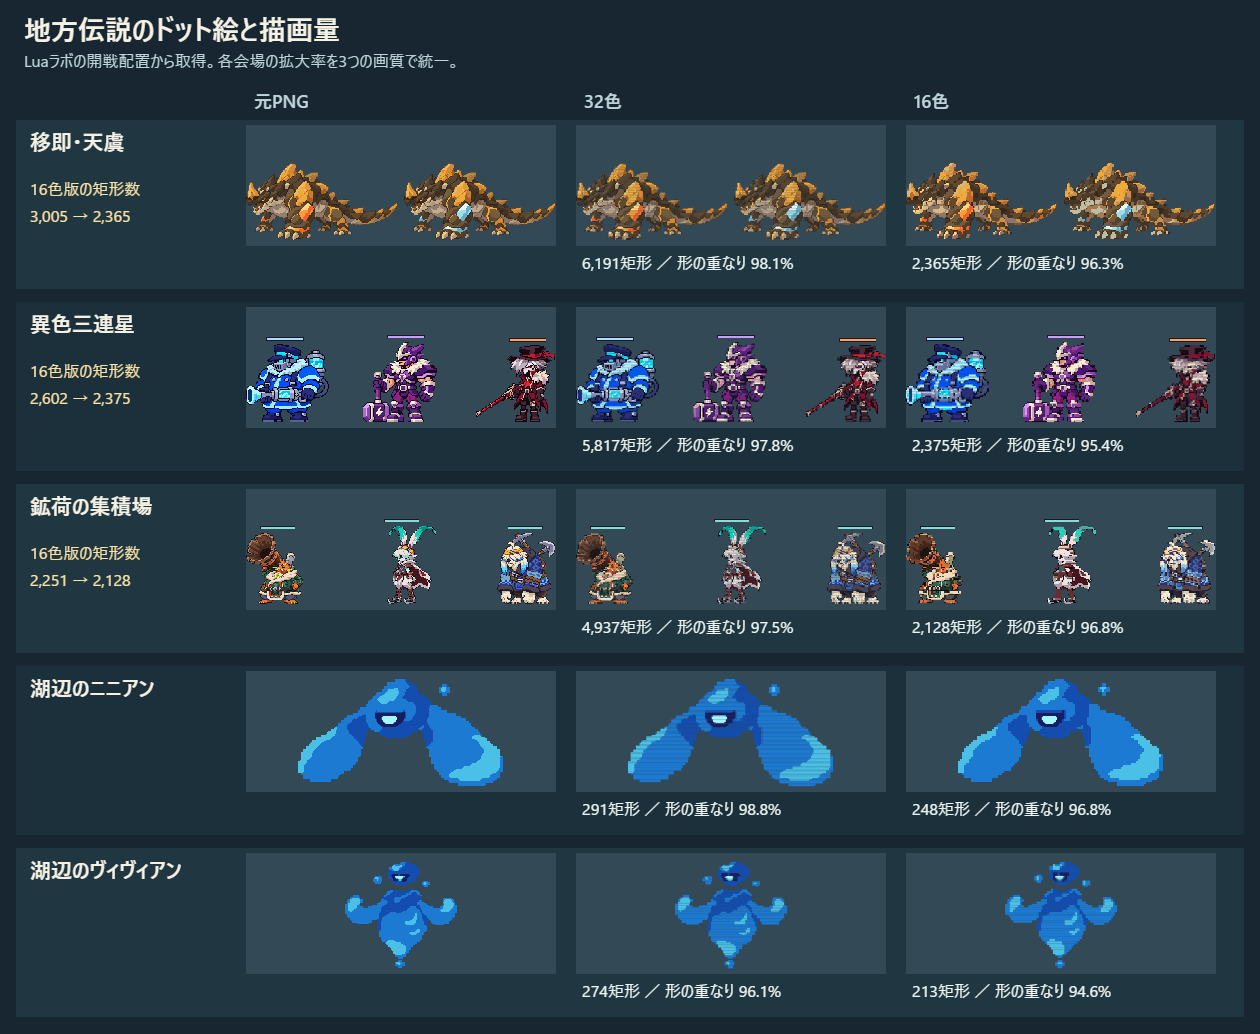 地方伝説のドット絵と描画量
Luaラボの開戦配置から取得。各会場の拡大率を3つの画質で統一。
元PNG 32色 16色
移即・天虞
16色版の矩形数
3,005 → 2,365
6,191矩形 ／ 形の重なり 98.1%
2,365矩形 ／ 形の重なり 96.3%
異色三連星
16色版の矩形数
2,602 → 2,375
5,817矩形 ／ 形の重なり 97.8%
2,375矩形 ／ 形の重なり 95.4%
鉱荷の集積場
16色版の矩形数
2,251 → 2,128
4,937矩形 ／ 形の重なり 97.5%
2,128矩形 ／ 形の重なり 96.8%
湖辺のニニアン
291矩形 ／ 形の重なり 98.8%
248矩形 ／ 形の重なり 96.8%
湖辺のヴィヴィアン
274矩形 ／ 形の重なり 96.1%
213矩形 ／ 形の重なり 94.6%